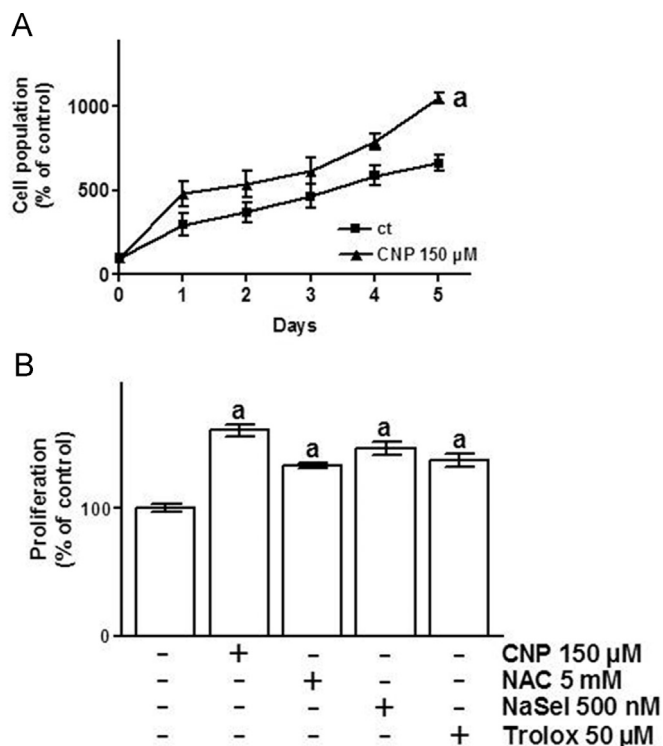 A
Cell population
(% of control)
1000
500
0
a
ct
CNP 150 µM
0 1 2 3 4 5
Days
B
Proliferation
(% of control)
100
0
a a a a
- + - - - CNP 150 µM
- - + - - NAC 5 mM
- - - + - NaSel 500 nM
- - - - + Trolox 50 µM